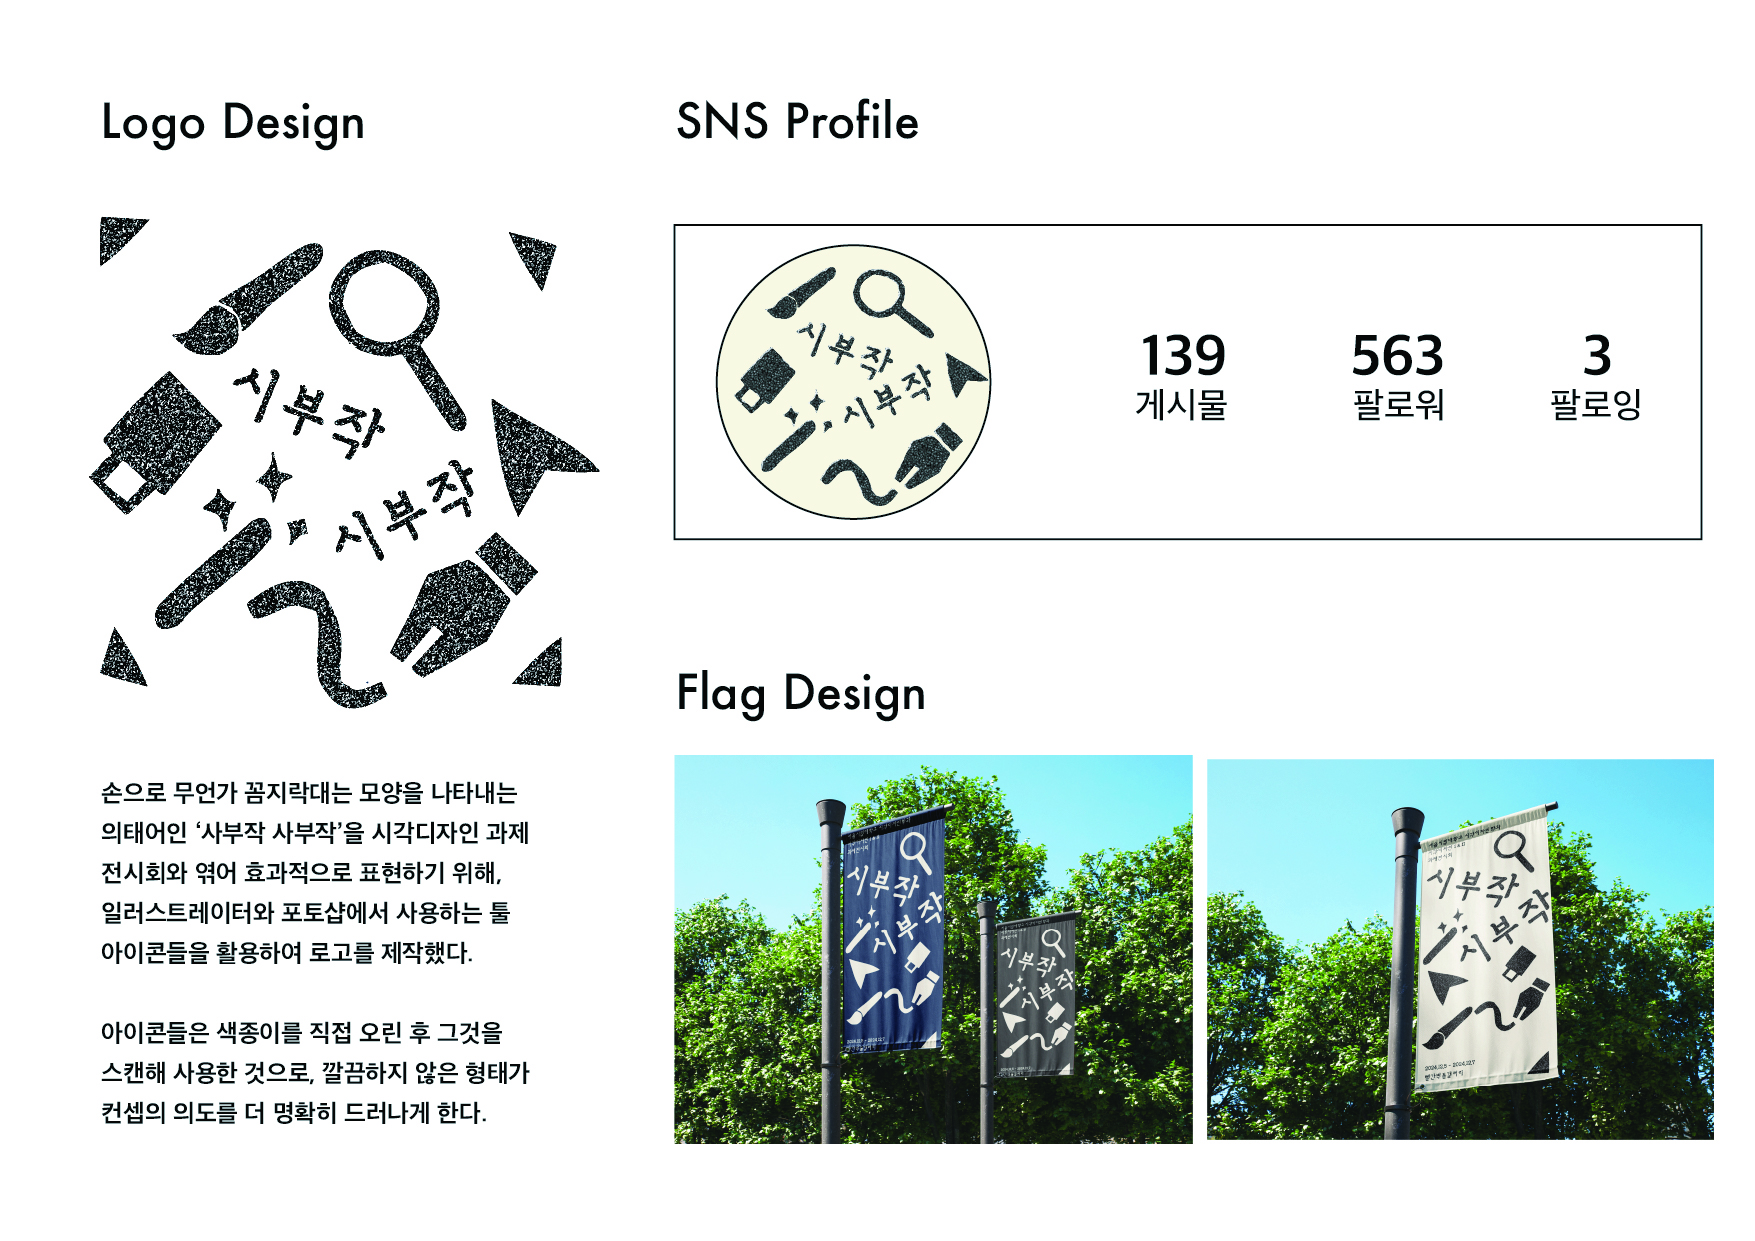 Logo Design
시부작
시부작
손으로 무언가 꼼지락대는 모양을 나타내는
의태어인 ‘사부작 사부작’을 시각디자인 과제
전시회와 엮어 효과적으로 표현하기 위해,
일러스트레이터와 포토샵에서 사용하는 툴
아이콘들을 활용하여 로고를 제작했다.
아이콘들은 색종이를 직접 오린 후 그것을
스캔해 사용한 것으로, 깔끔하지 않은 형태가
컨셉의 의도를 더 명확히 드러나게 한다.
SNS Profile
시부작
시부작
139
게시물
563
팔로워
3
팔로잉
Flag Design
시부작
시부작
시부작
시부작
시부작
시부작
2024.12.5 - 2024.12.7